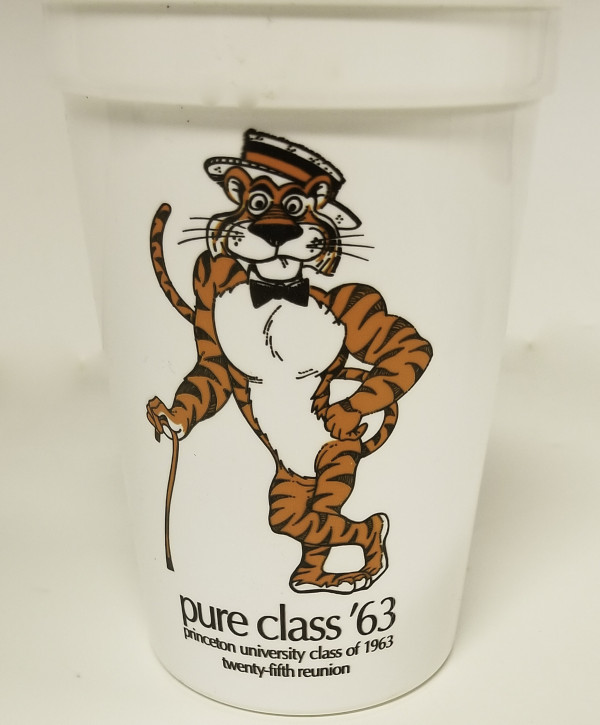 pure class '63
princeton university class of 1963
twenty-fifth reunion